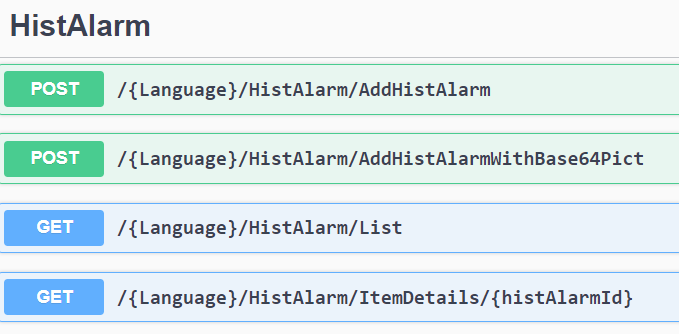 HistAlarm
POST /{Language}/HistAlarm/AddHistAlarm
POST /{Language}/HistAlarm/AddHistAlarmWithBase64Pict
GET /{Language}/HistAlarm/List
GET /{Language}/HistAlarm/ItemDetails/{histAlarmId}